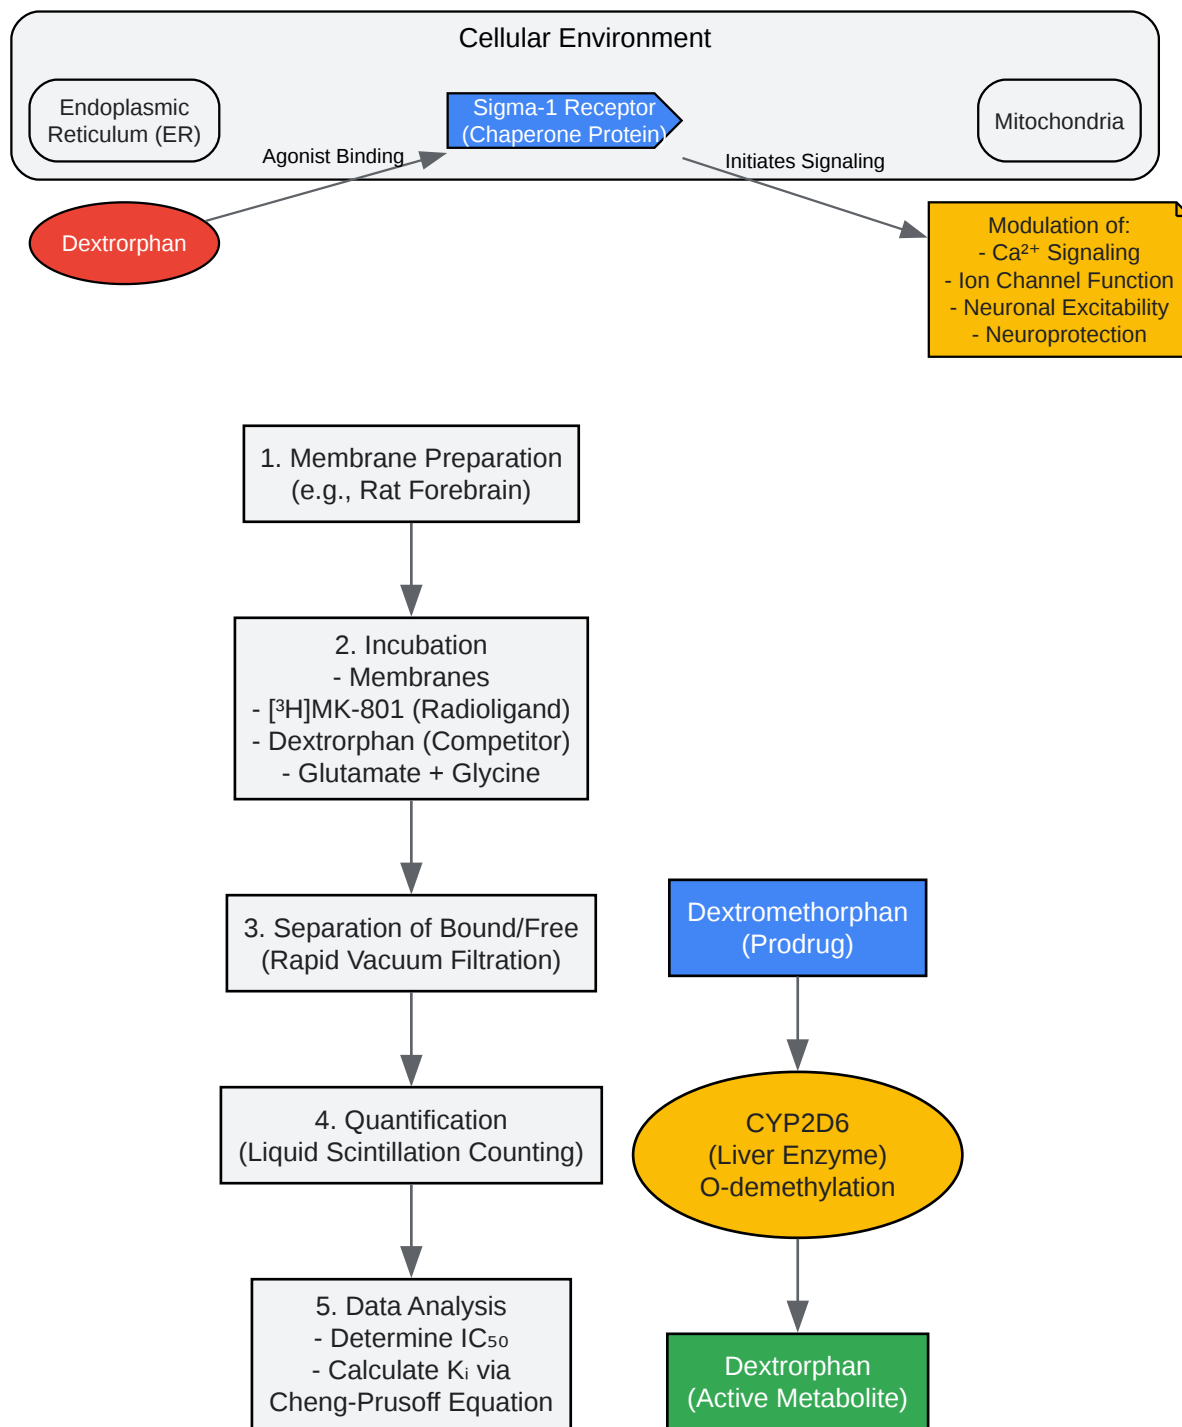 Cellular Environment
Endoplasmic
Reticulum (ER)
Sigma-1 Receptor
(Chaperone Protein)
Mitochondria
Agonist Binding
Initiates Signaling
Dextrorphan
Modulation of:
- Ca²⁺ Signaling
- Ion Channel Function
- Neuronal Excitability
- Neuroprotection
1. Membrane Preparation
(e.g., Rat Forebrain)
2. Incubation
- Membranes
- [³H]MK-801 (Radioligand)
- Dextrorphan (Competitor)
- Glutamate + Glycine
3. Separation of Bound/Free
(Rapid Vacuum Filtration)
4. Quantification
(Liquid Scintillation Counting)
5. Data Analysis
- Determine IC₅₀
- Calculate Kᵢ via
Cheng-Prusoff Equation
Dextromethorphan
(Prodrug)
CYP2D6
(Liver Enzyme)
O-demethylation
Dextrorphan
(Active Metabolite)